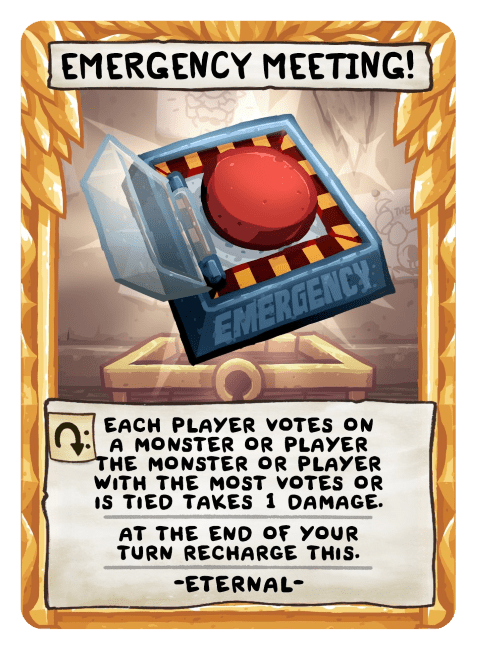 EMERGENCY MEETING!
EMERGENCY
EACH PLAYER VOTES ON
A MONSTER OR PLAYER
THE MONSTER OR PLAYER
WITH THE MOST VOTES OR
IS TIED TAKES 1 DAMAGE.
AT THE END OF YOUR
TURN RECHARGE THIS.
-ETERNAL-